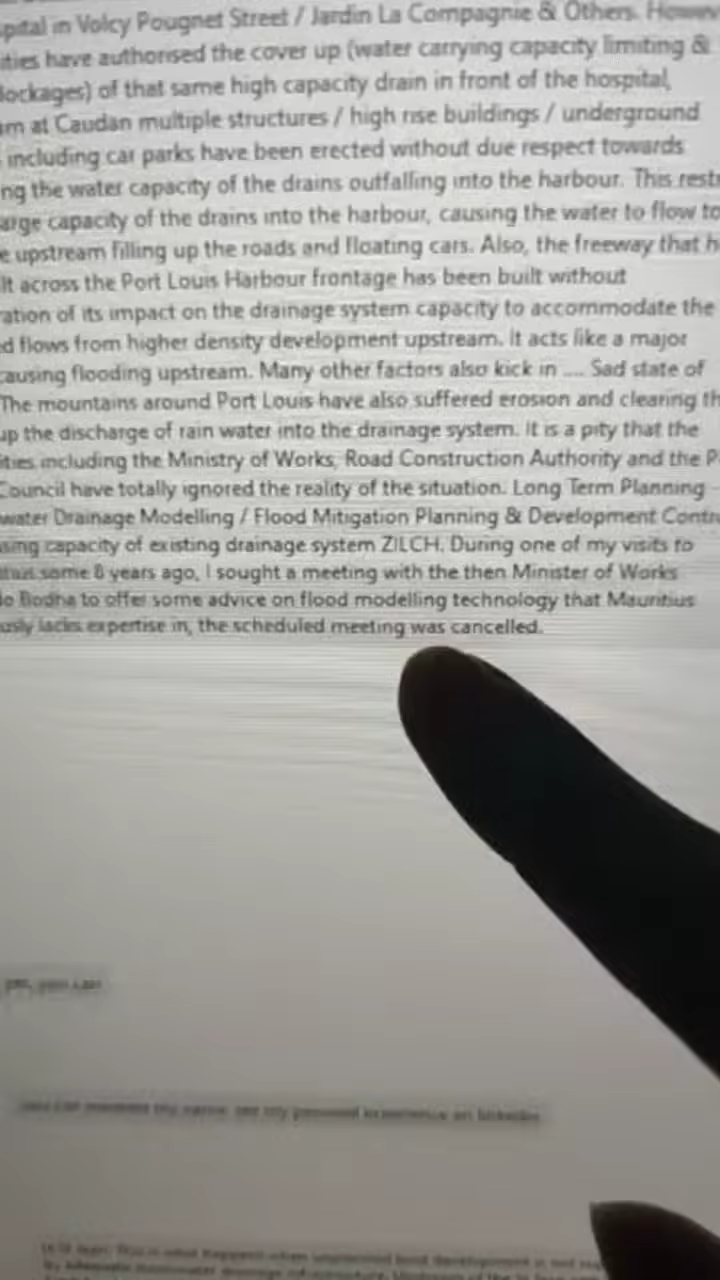 pital in Volcy Pougnet Street / Jardin La Compagnie & Others. Howev
ities have authorised the cover up (water carrying capacity limiting &
lockages) of that same high capacity drain in front of the hospital,
am at Caudan multiple structures / high rise buildings / underground
including car parks have been erected without due respect towards
ng the water capacity of the drains outfalling into the harbour. This restr
arge capacity of the drains into the harbour, causing the water to flow to
e upstream filling up the roads and floating cars. Also, the freeway that h
lt across the Port Louis Harbour frontage has been built without
ration of its impact on the drainage system capacity to accommodate the
d flows from higher density development upstream. It acts like a major
causing flooding upstream. Many other factors also kick in .... Sad state of
The mountains around Port Louis have also suffered erosion and clearing th
up the discharge of rain water into the drainage system. It is a pity that the
ities including the Ministry of Works, Road Construction Authority and the P
Council have totally ignored the reality of the situation. Long Term Planning -
water Drainage Modelling / Flood Mitigation Planning & Development Contr
sing capacity of existing drainage system ZILCH. During one of my visits to
itius some 8 years ago, I sought a meeting with the then Minister of Works
do Bodha to offer some advice on flood modelling technology that Mauritius
usly lacks expertise in, the scheduled meeting was cancelled.
you can